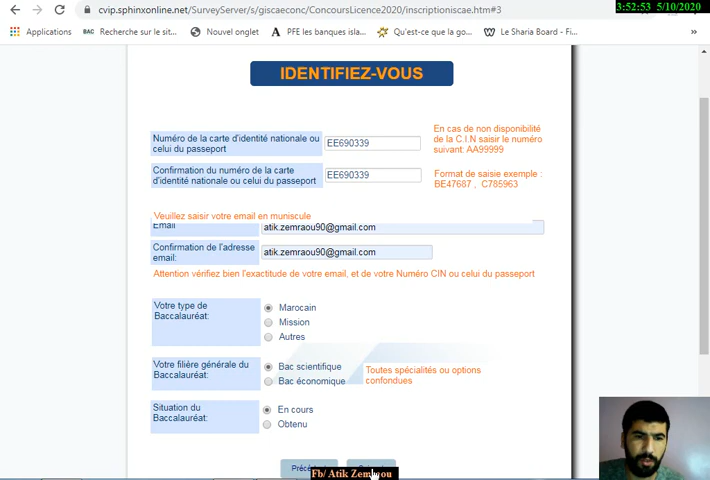 3:52:53 5/10/2020
cvip.sphinxonline.net/SurveyServer/s/giscaeconc/ConcoursLicence2020/inscriptioniscae.htm#3
Applications
BAC Recherche sur le sit...
Nouvel onglet
PFE les banques isla...
Qu'est-ce que la go...
Le Sharia Board - Fi...
»
IDENTIFIEZ-VOUS
Numéro de la carte d'identité nationale ou
celui du passeport
EE690339
En cas de non disponibilité
de la C.I.N saisir le numéro
suivant: AA99999
Confirmation du numéro de la carte
d'identité nationale ou celui du passeport
EE690339
Format de saisie exemple :
BE47687 , C785963
Veuillez saisir votre email en muniscule
Email
atik.zemraou90@gmail.com
Confirmation de l'adresse
email:
atik.zemraou90@gmail.com
Attention vérifiez bien l'exactitude de votre email, et de votre Numéro CIN ou celui du passeport
Votre type de
Baccalauréat:
Marocain
Mission
Autres
Votre filière générale du
Baccalauréat:
Bac scientifique
Bac économique
Toutes spécialités ou options
confondues
Situation du
Baccalauréat:
En cours
Obtenu
Fb/ Atik Zemraou